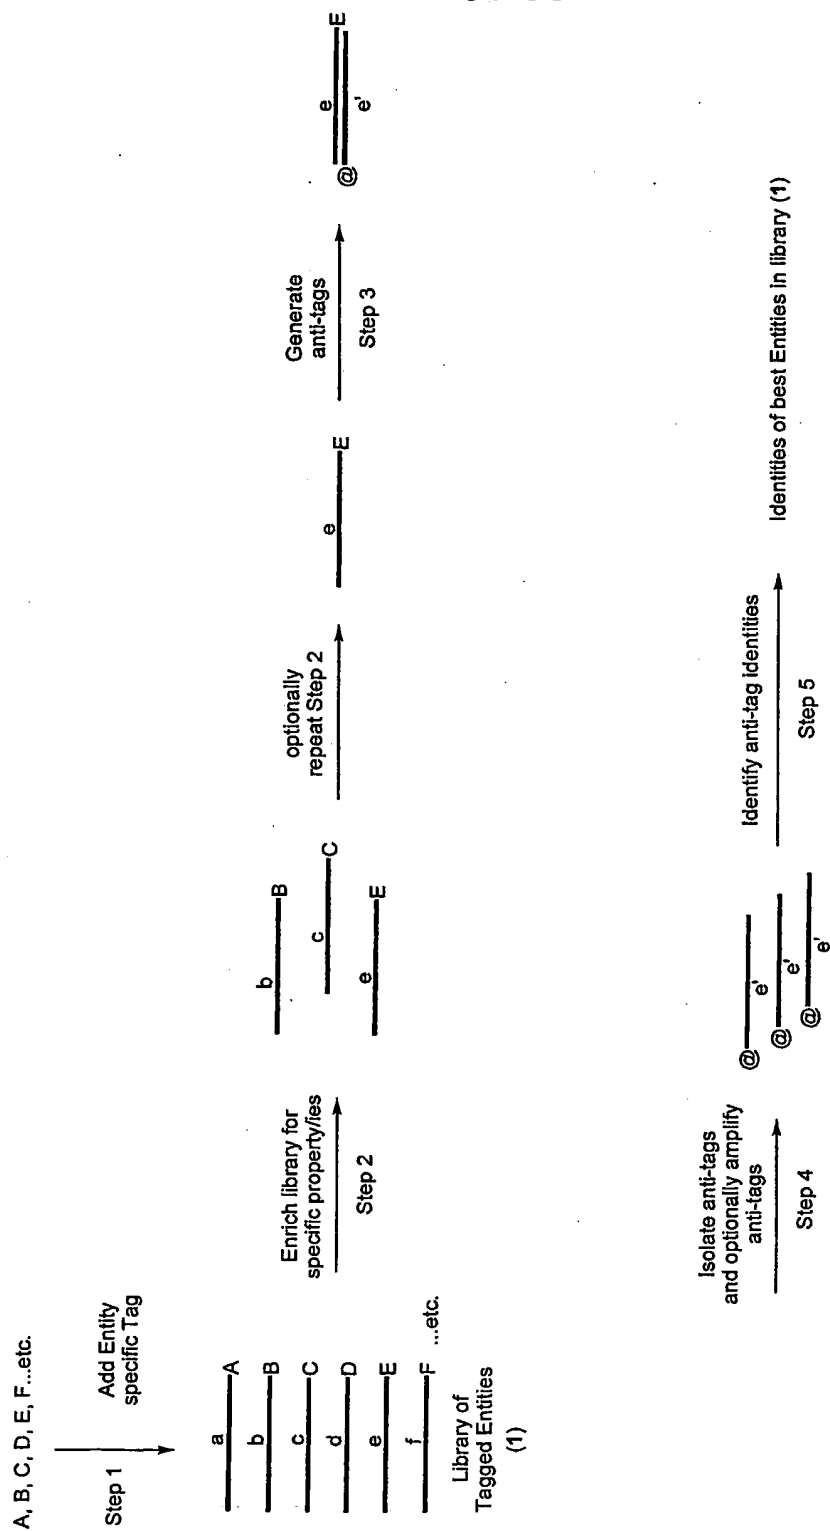 A, B, C, D, E, F...etc.
Step 1
Add Entity
specific Tag
a
A
b
B
c
C
d
D
e
E
f
F
...etc.
Library of
Tagged Entities
(1)
Enrich library for
specific property/ies
Step 2
b
B
c
C
e
E
optionally
repeat Step 2
e
E
Generate
anti-tags
Step 3
e
E
@
e'
Isolate anti-tags
and optionally amplify
anti-tags
Step 4
@
e'
@
e'
@
e'
Identify anti-tag identities
Step 5
Identities of best Entities in library (1)